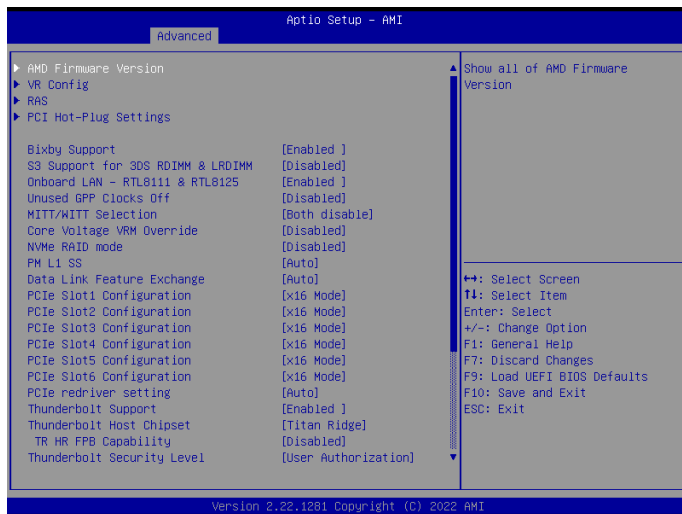 Aptio Setup – AMI
Advanced
AMD Firmware Version
VR Config
RAS
PCI Hot-Plug Settings
Bixby Support [Enabled ]
S3 Support for 3DS RDIMM & LRDIMM [Disabled]
Onboard LAN – RTL8111 & RTL8125 [Enabled ]
Unused GPP Clocks Off [Disabled]
MITT/WITT Selection [Both disable]
Core Voltage VRM Override [Disabled]
NVMe RAID mode [Disabled]
PM L1 SS [Auto]
Data Link Feature Exchange [Auto]
PCIe Slot1 Configuration [x16 Mode]
PCIe Slot2 Configuration [x16 Mode]
PCIe Slot3 Configuration [x16 Mode]
PCIe Slot4 Configuration [x16 Mode]
PCIe Slot5 Configuration [x16 Mode]
PCIe Slot6 Configuration [x16 Mode]
PCIe redriver setting [Auto]
Thunderbolt Support [Enabled ]
Thunderbolt Host Chipset [Titan Ridge]
TR HR FPB Capability [Disabled]
Thunderbolt Security Level [User Authorization]
Show all of AMD Firmware
Version
↔: Select Screen
↑↓: Select Item
Enter: Select
+/-: Change Option
F1: General Help
F7: Discard Changes
F9: Load UEFI BIOS Defaults
F10: Save and Exit
ESC: Exit
Version 2.22.1281 Copyright (C) 2022 AMI